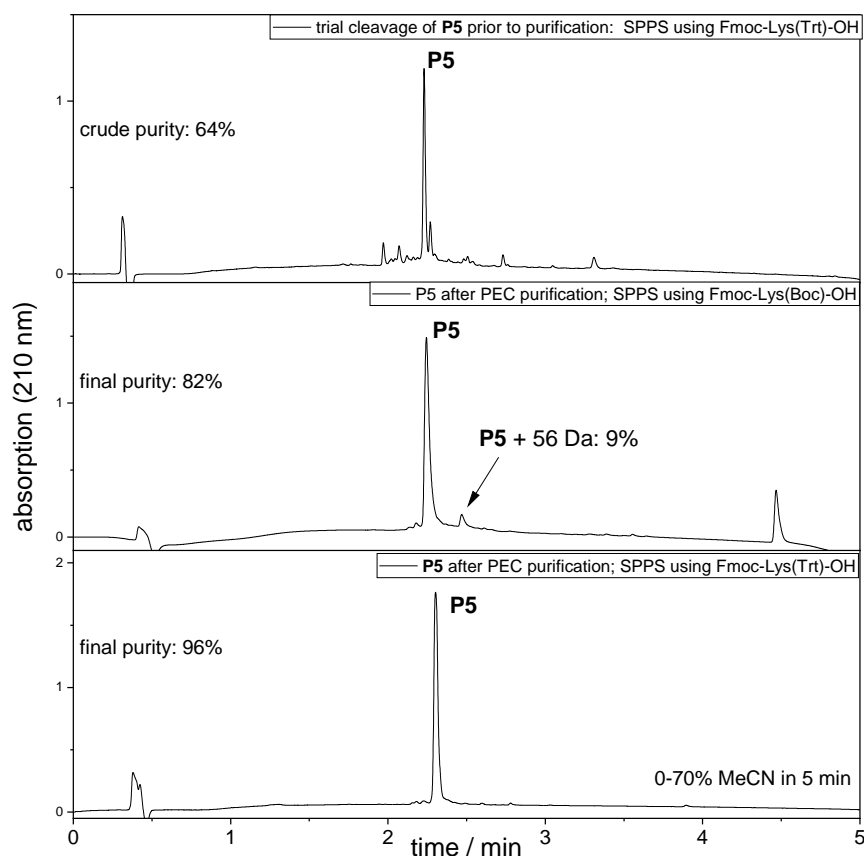 trial cleavage of P5 prior to purification: SPPS using Fmoc-Lys(Trt)-OH
P5
1
crude purity: 64%
0
P5 after PEC purification; SPPS using Fmoc-Lys(Boc)-OH
P5
final purity: 82%
1
P5 + 56 Da: 9%
0
absorption (210 nm)
2
P5 after PEC purification; SPPS using Fmoc-Lys(Trt)-OH
P5
final purity: 96%
1
0-70% MeCN in 5 min
0
0 1 2 3 4 5
time / min